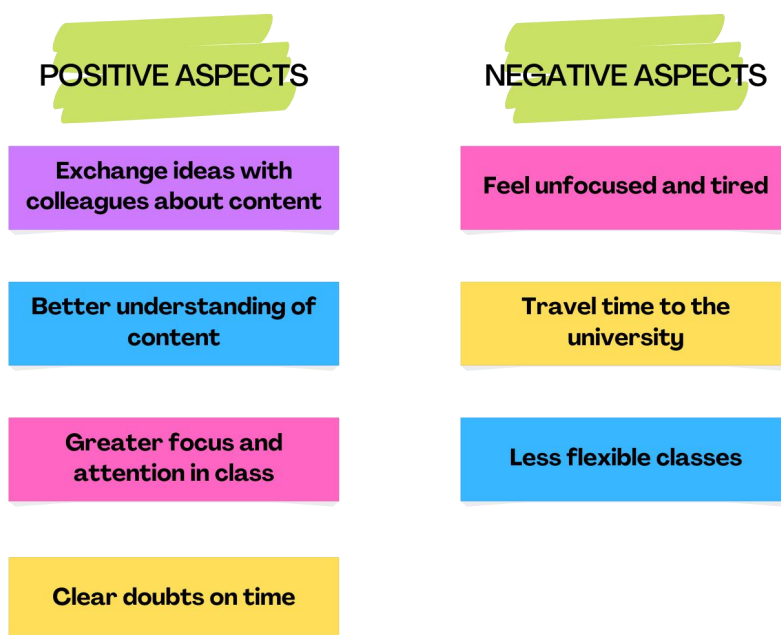 POSITIVE ASPECTS
Exchange ideas with
colleagues about content
Better understanding of
content
Greater focus and
attention in class
Clear doubts on time
NEGATIVE ASPECTS
Feel unfocused and tired
Travel time to the
university
Less flexible classes